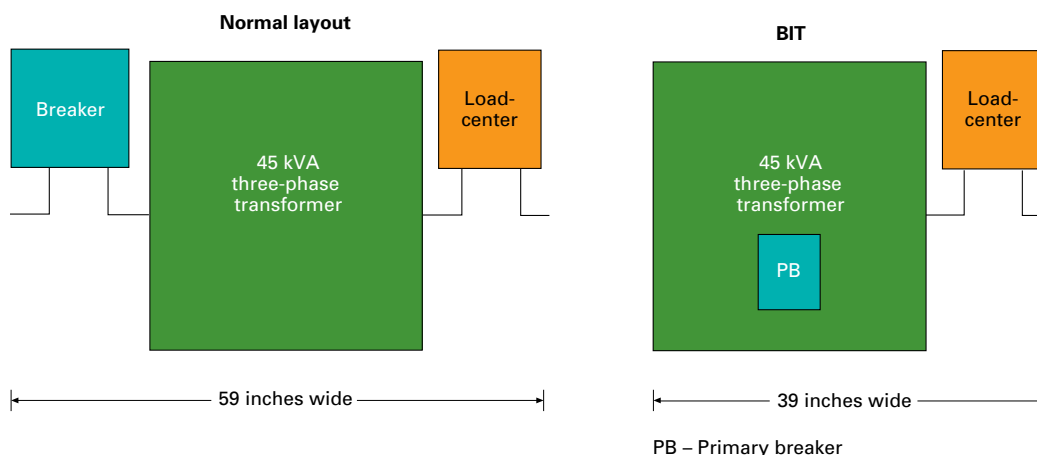 Normal layout
Breaker
45 kVA
three-phase
transformer
Load-
center
59 inches wide
BIT
45 kVA
three-phase
transformer
PB
Load-
center
39 inches wide
PB – Primary breaker